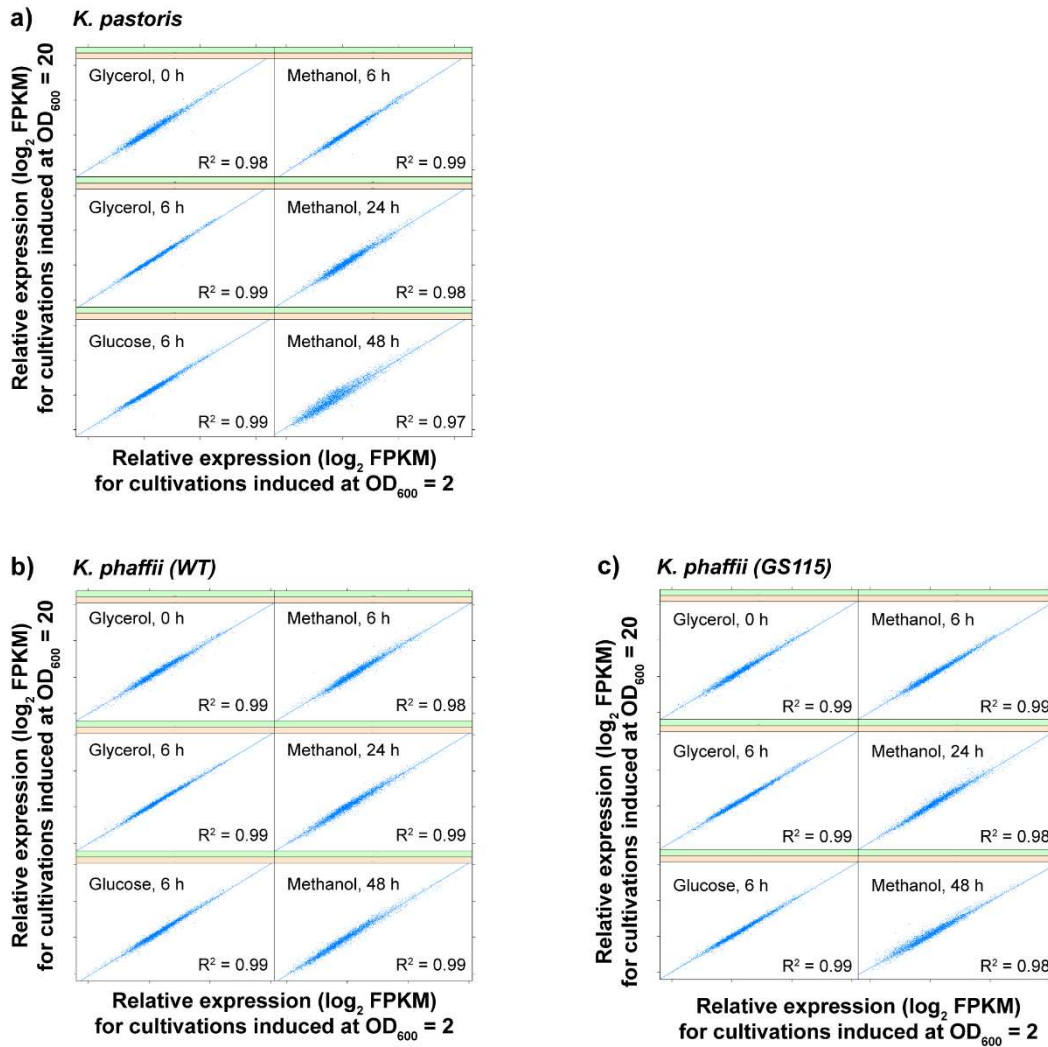 a) K. pastoris
Relative expression (log₂ FPKM)
for cultivations induced at OD₆₀₀ = 20
Glycerol, 0 h
R² = 0.98
Methanol, 6 h
R² = 0.99
Glycerol, 6 h
R² = 0.99
Methanol, 24 h
R² = 0.98
Glucose, 6 h
R² = 0.99
Methanol, 48 h
R² = 0.97
Relative expression (log₂ FPKM)
for cultivations induced at OD₆₀₀ = 2
b) K. phaffii (WT)
Relative expression (log₂ FPKM)
for cultivations induced at OD₆₀₀ = 20
Glycerol, 0 h
R² = 0.99
Methanol, 6 h
R² = 0.98
Glycerol, 6 h
R² = 0.99
Methanol, 24 h
R² = 0.99
Glucose, 6 h
R² = 0.99
Methanol, 48 h
R² = 0.99
Relative expression (log₂ FPKM)
for cultivations induced at OD₆₀₀ = 2
c) K. phaffii (GS115)
Relative expression (log₂ FPKM)
for cultivations induced at OD₆₀₀ = 20
Glycerol, 0 h
R² = 0.99
Methanol, 6 h
R² = 0.99
Glycerol, 6 h
R² = 0.99
Methanol, 24 h
R² = 0.98
Glucose, 6 h
R² = 0.99
Methanol, 48 h
R² = 0.98
Relative expression (log₂ FPKM)
for cultivations induced at OD₆₀₀ = 2